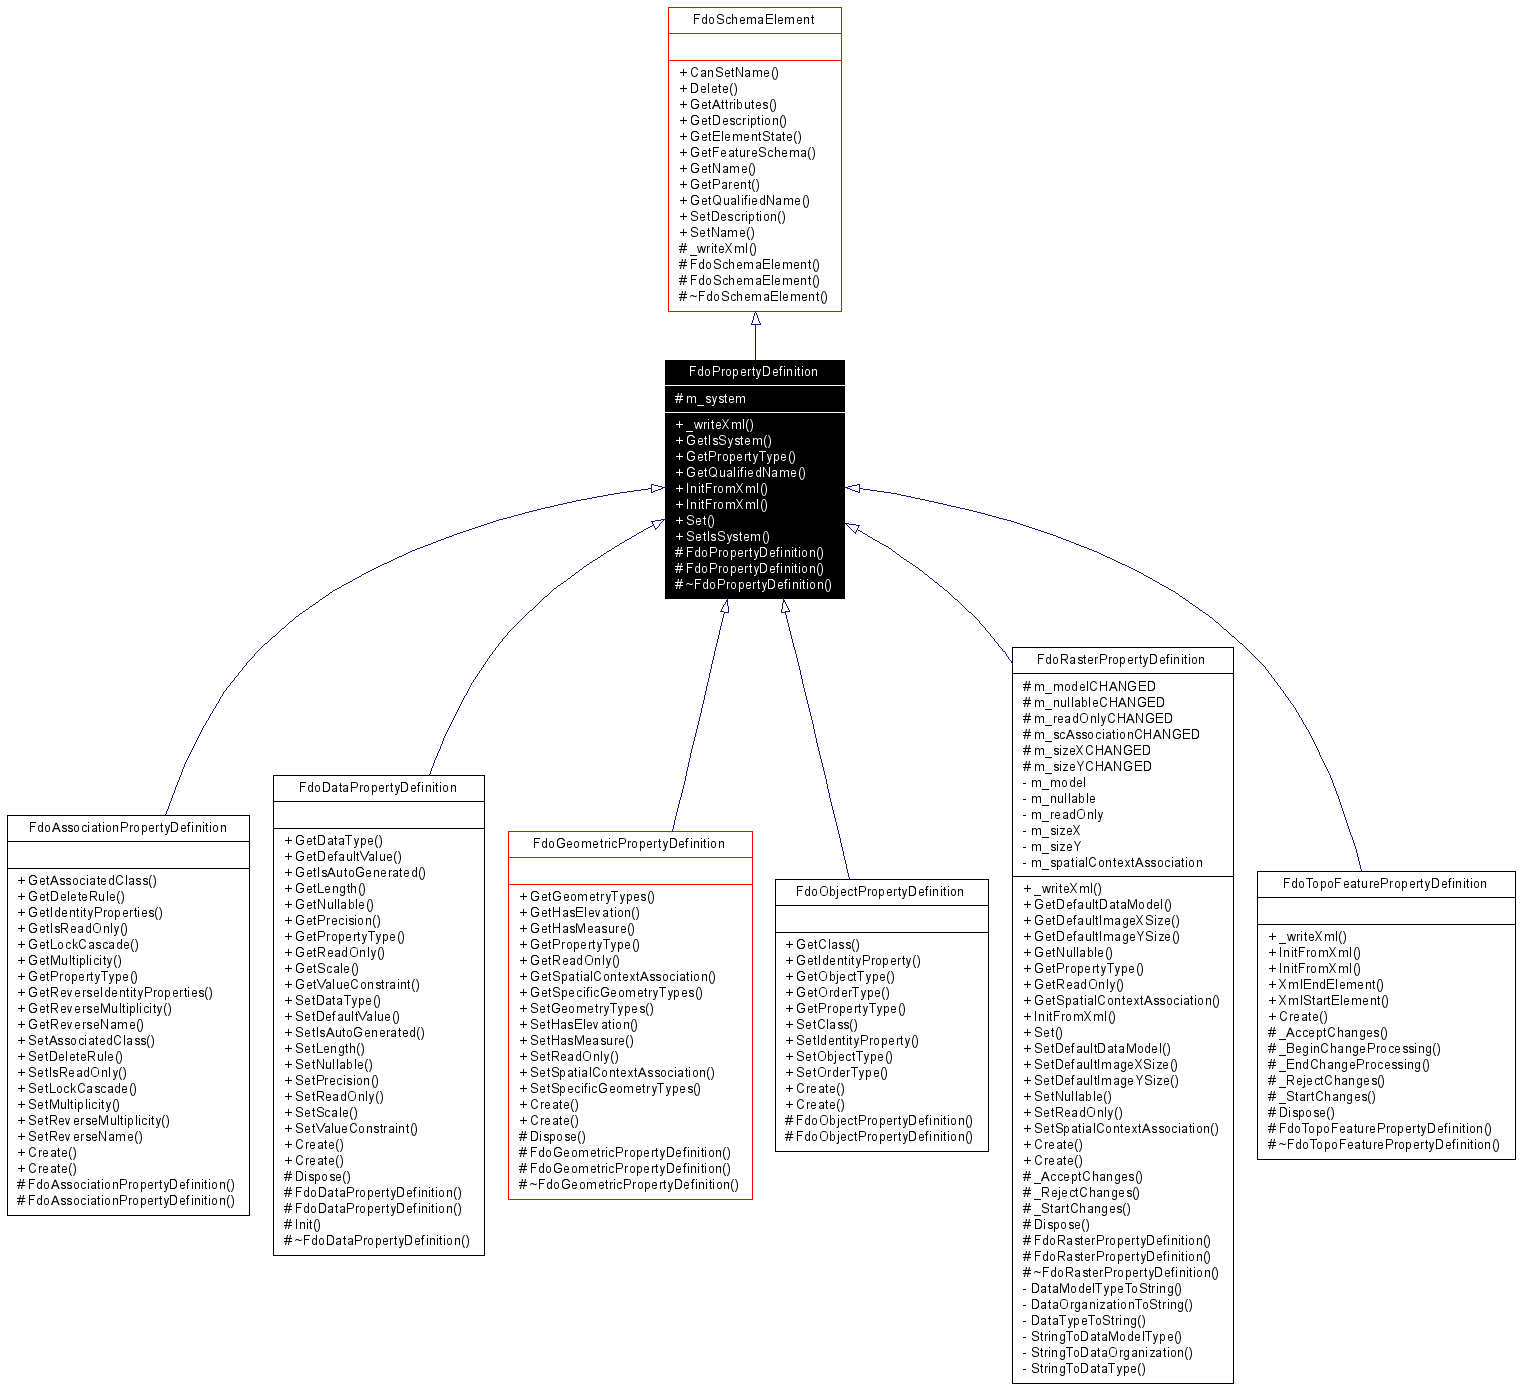 FdoSchemaElement
+ CanSetName()
+ Delete()
+ GetAttributes()
+ GetDescription()
+ GetElementState()
+ GetFeatureSchema()
+ GetName()
+ GetParent()
+ GetQualifiedName()
+ SetDescription()
+ SetName()
# _writeXml()
# FdoSchemaElement()
# FdoSchemaElement()
# ~FdoSchemaElement()
FdoPropertyDefinition
# m_system
+ _writeXml()
+ GetIsSystem()
+ GetPropertyType()
+ GetQualifiedName()
+ InitFromXml()
+ InitFromXml()
+ Set()
+ SetIsSystem()
# FdoPropertyDefinition()
# FdoPropertyDefinition()
# ~FdoPropertyDefinition()
FdoAssociationPropertyDefinition
+ GetAssociatedClass()
+ GetDeleteRule()
+ GetIdentityProperties()
+ GetIsReadOnly()
+ GetLockCascade()
+ GetMultiplicity()
+ GetPropertyType()
+ GetReverseIdentityProperties()
+ GetReverseMultiplicity()
+ GetReverseName()
+ SetAssociatedClass()
+ SetDeleteRule()
+ SetIsReadOnly()
+ SetLockCascade()
+ SetMultiplicity()
+ SetReverseMultiplicity()
+ SetReverseName()
+ Create()
+ Create()
# FdoAssociationPropertyDefinition()
# FdoAssociationPropertyDefinition()
FdoDataPropertyDefinition
+ GetDataType()
+ GetDefaultValue()
+ GetIsAutoGenerated()
+ GetLength()
+ GetNullable()
+ GetPrecision()
+ GetPropertyType()
+ GetReadOnly()
+ GetScale()
+ GetValueConstraint()
+ SetDataType()
+ SetDefaultValue()
+ SetIsAutoGenerated()
+ SetLength()
+ SetNullable()
+ SetPrecision()
+ SetReadOnly()
+ SetScale()
+ SetValueConstraint()
+ Create()
+ Create()
# Dispose()
# FdoDataPropertyDefinition()
# FdoDataPropertyDefinition()
# Init()
# ~FdoDataPropertyDefinition()
FdoGeometricPropertyDefinition
+ GetGeometryTypes()
+ GetHasElevation()
+ GetHasMeasure()
+ GetPropertyType()
+ GetReadOnly()
+ GetSpatialContextAssociation()
+ GetSpecificGeometryTypes()
+ SetGeometryTypes()
+ SetHasElevation()
+ SetHasMeasure()
+ SetReadOnly()
+ SetSpatialContextAssociation()
+ SetSpecificGeometryTypes()
+ Create()
+ Create()
# Dispose()
# FdoGeometricPropertyDefinition()
# FdoGeometricPropertyDefinition()
# ~FdoGeometricPropertyDefinition()
FdoObjectPropertyDefinition
+ GetClass()
+ GetIdentityProperty()
+ GetObjectType()
+ GetOrderType()
+ GetPropertyType()
+ SetClass()
+ SetIdentityProperty()
+ SetObjectType()
+ SetOrderType()
+ Create()
+ Create()
# FdoObjectPropertyDefinition()
# FdoObjectPropertyDefinition()
FdoRasterPropertyDefinition
# m_modelCHANGED
# m_nullableCHANGED
# m_readOnlyCHANGED
# m_scAssociationCHANGED
# m_sizeXCHANGED
# m_sizeYCHANGED
- m_model
- m_nullable
- m_readOnly
- m_sizeX
- m_sizeY
- m_spatialContextAssociation
+ _writeXml()
+ GetDefaultDataModel()
+ GetDefaultImageXSize()
+ GetDefaultImageYSize()
+ GetNullable()
+ GetPropertyType()
+ GetReadOnly()
+ GetSpatialContextAssociation()
+ InitFromXml()
+ Set()
+ SetDefaultDataModel()
+ SetDefaultImageXSize()
+ SetDefaultImageYSize()
+ SetNullable()
+ SetReadOnly()
+ SetSpatialContextAssociation()
+ Create()
+ Create()
# _AcceptChanges()
# _RejectChanges()
# _StartChanges()
# Dispose()
# FdoRasterPropertyDefinition()
# FdoRasterPropertyDefinition()
# ~FdoRasterPropertyDefinition()
- DataModelTypeToString()
- DataOrganizationToString()
- DataTypeToString()
- StringToDataModelType()
- StringToDataOrganization()
- StringToDataType()
FdoTopoFeaturePropertyDefinition
+ _writeXml()
+ InitFromXml()
+ InitFromXml()
+ XmlEndElement()
+ XmlStartElement()
+ Create()
# _AcceptChanges()
# _BeginChangeProcessing()
# _EndChangeProcessing()
# _RejectChanges()
# _StartChanges()
# Dispose()
# FdoTopoFeaturePropertyDefinition()
# ~FdoTopoFeaturePropertyDefinition()